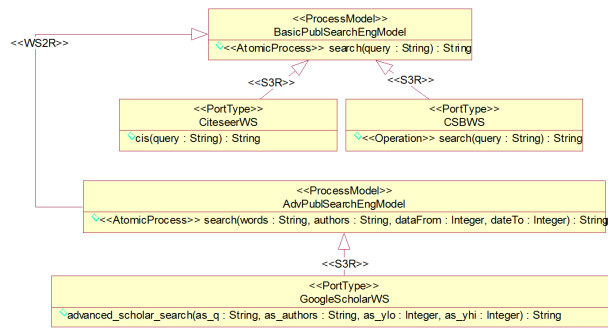 <<ProcessModel>>
BasicPublSearchEngModel
<<AtomicProcess>> search(query : String) : String
<<WS2R>>
<<S3R>>
<<S3R>>
<<PortType>>
CiteseerWS
cis(query : String) : String
<<PortType>>
CSBWS
<<Operation>> search(query : String) : String
<<ProcessModel>>
AdvPublSearchEngModel
<<AtomicProcess>> search(words : String, authors : String, dataFrom : Integer, dateTo : Integer) : String
<<S3R>>
<<PortType>>
GoogleScholarWS
advanced_scholar_search(as_q : String, as_authors : String, as_ylo : Integer, as_yhi : Integer) : String